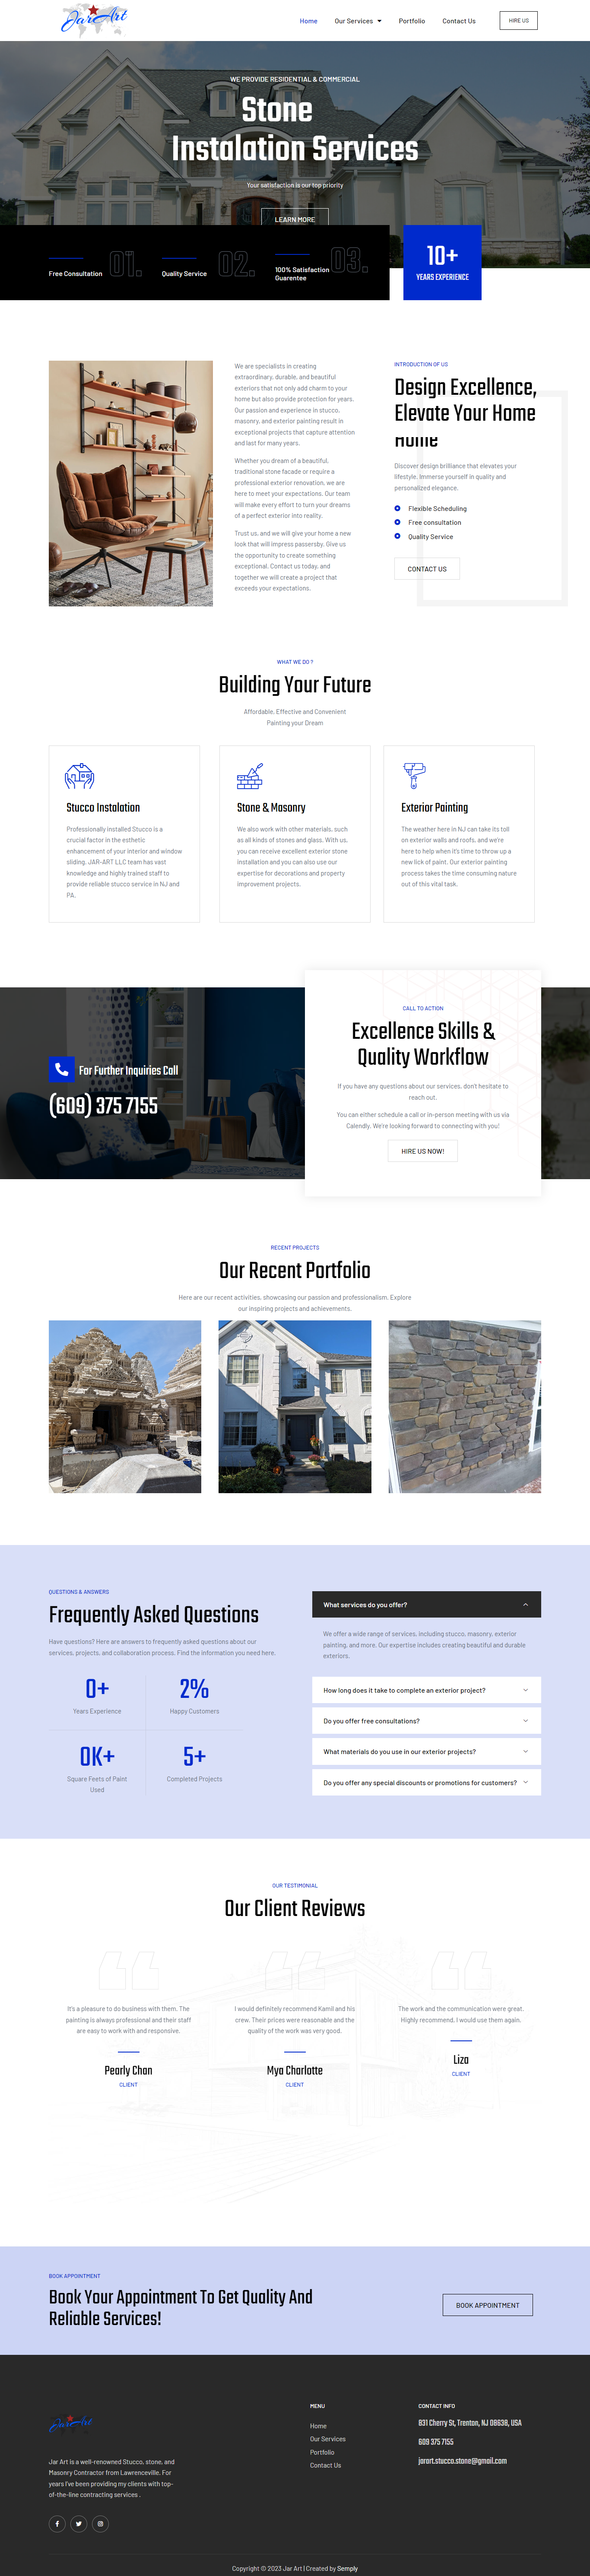 Jar Art
Home
Our Services
Portfolio
Contact Us
HIRE US
WE PROVIDE RESIDENTIAL & COMMERCIAL
Stone
Instalation Services
Your satisfaction is our top priority
LEARN MORE
Free Consultation
01.
Quality Service
02.
100% Satisfaction
Guarentee
03.
10+
YEARS EXPERIENCE
We are specialists in creating
extraordinary, durable, and beautiful
exteriors that not only add charm to your
home but also provide protection for years.
Our passion and experience in stucco,
masonry, and exterior painting result in
exceptional projects that capture attention
and last for many years.
Whether you dream of a beautiful,
traditional stone facade or require a
professional exterior renovation, we are
here to meet your expectations. Our team
will make every effort to turn your dreams
of a perfect exterior into reality.
Trust us, and we will give your home a new
look that will impress passersby. Give us
the opportunity to create something
exceptional. Contact us today, and
together we will create a project that
exceeds your expectations.
INTRODUCTION OF US
Design Excellence,
Elevate Your Home
Home
Discover design brilliance that elevates your
lifestyle. Immerse yourself in quality and
personalized elegance.
Flexible Scheduling
Free consultation
Quality Service
CONTACT US
WHAT WE DO ?
Building Your Future
Affordable, Effective and Convenient
Painting your Dream
Stucco Instalation
Professionally installed Stucco is a
crucial factor in the esthetic
enhancement of your interior and window
sliding. JAR-ART LLC team has vast
knowledge and highly trained staff to
provide reliable stucco service in NJ and
PA.
Stone & Masonry
We also work with other materials, such
as all kinds of stones and glass. With us,
you can receive excellent interior stone
installation and you can also use our
expertise for decorations and property
improvement projects.
Exterior Painting
The weather here in NJ can take its toll
on exterior walls and roofs, and we're
here to help when it's time to throw up a
new lick of paint. Our exterior painting
process takes the time consuming nature
out of this vital task.
For Further Inquiries Call
(609) 375 7155
CALL TO ACTION
Excellence Skills &
Quality Workflow
If you have any questions about our services, don't hesitate to
reach out.
You can either schedule a call or in-person meeting with us via
Calendly. We're looking forward to connecting with you!
HIRE US NOW!
RECENT PROJECTS
Our Recent Portfolio
Here are our recent activities, showcasing our passion and professionalism. Explore
our inspiring projects and achievements.
QUESTIONS & ANSWERS
Frequently Asked Questions
Have questions? Here are answers to frequently asked questions about our
services, projects, and collaboration process. Find the information you need here.
0+
Years Experience
2%
Happy Customers
0K+
Square Feets of Paint
Used
5+
Completed Projects
What services do you offer?
We offer a wide range of services, including stucco, masonry, exterior
painting, and more. Our expertise includes creating beautiful and durable
exteriors.
How long does it take to complete an exterior project?
Do you offer free consultations?
What materials do you use in our exterior projects?
Do you offer any special discounts or promotions for customers?
OUR TESTIMONIAL
Our Client Reviews
It's a pleasure to do business with them. The
painting is always professional and their staff
are easy to work with and responsive.
Pearly Chan
CLIENT
I would definitely recommend Kamil and his
crew. Their prices were reasonable and the
quality of the work was very good.
Mya Charlotte
CLIENT
The work and the communication were great.
Highly recommend. I would use them again.
Liza
CLIENT
BOOK APPOINTMENT
Book Your Appointment To Get Quality And
Reliable Services!
BOOK APPOINTMENT
Jar Art
Jar Art is a well-renowned Stucco, stone, and
Masonry Contractor from Lawrenceville. For
years I've been providing my clients with top-
of-the-line contracting services .
MENU
Home
Our Services
Portfolio
Contact Us
CONTACT INFO
831 Cherry St, Trenton, NJ 08638, USA
609 375 7155
jarart.stucco.stone@gmail.com
Copyright © 2023 Jar Art | Created by Semply